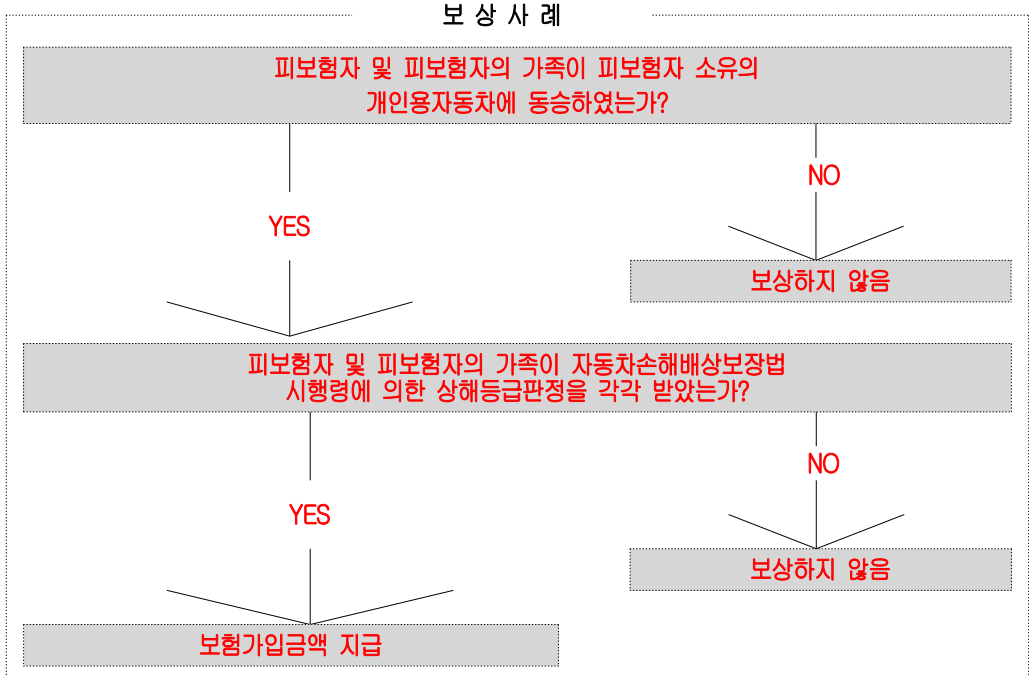 보 상 사 례
피보험자 및 피보험자의 가족이 피보험자 소유의
개인용자동차에 동승하였는가?
NO
YES
보상하지 않음
피보험자 및 피보험자의 가족이 자동차손해배상보장법
시행령에 의한 상해등급판정을 각각 받았는가?
NO
YES
보상하지 않음
보험가입금액 지급